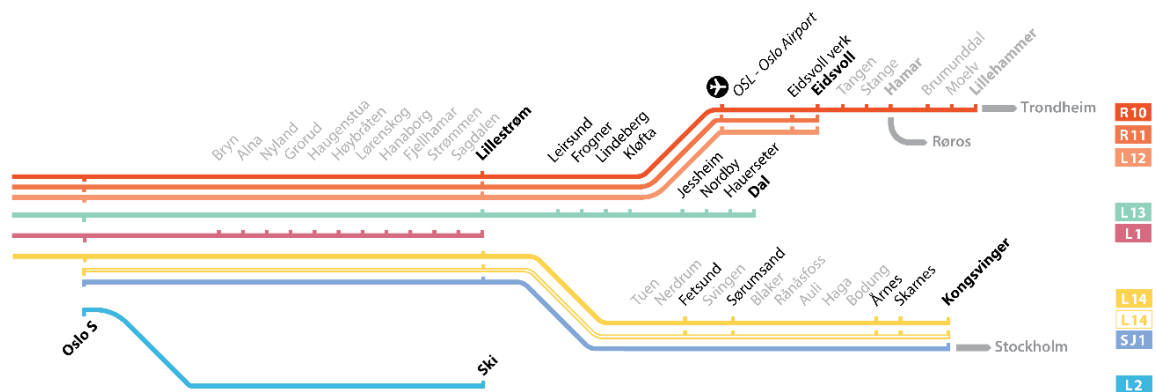 OSL - Oslo Airport
Eidsvoll verk
Eidsvoll
Tangen
Stange
Hamar
Brumunddal
Moelv
Lillehammer
Trondheim
Røros
R10
R11
L12
Bryn
Alna
Nyland
Grorud
Haugenstua
Høybråten
Lørenskog
Hanaborg
Fjellhamar
Strømmen
Sagdalen
Lillestrøm
Leirsund
Frogner
Lindeberg
Kløfta
Jessheim
Nordby
Hauerseter
Dal
L13
L1
Tuen
Nerdrum
Fetsund
Svingen
Sørumsand
Blaker
Rånåsfoss
Auli
Haga
Bodung
Årnes
Skarnes
Kongsvinger
L14
L14
SJ1
Stockholm
Oslo S
Ski
L2